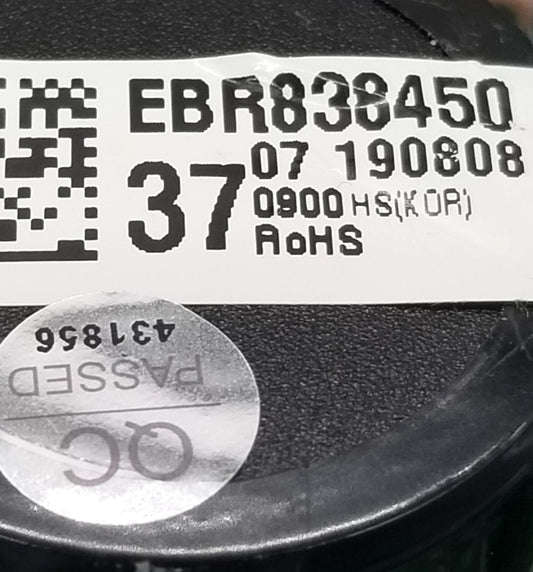 EBR838450
37
07 190808
0900 HS(KOR)
RoHS
431856
PASSED
QC